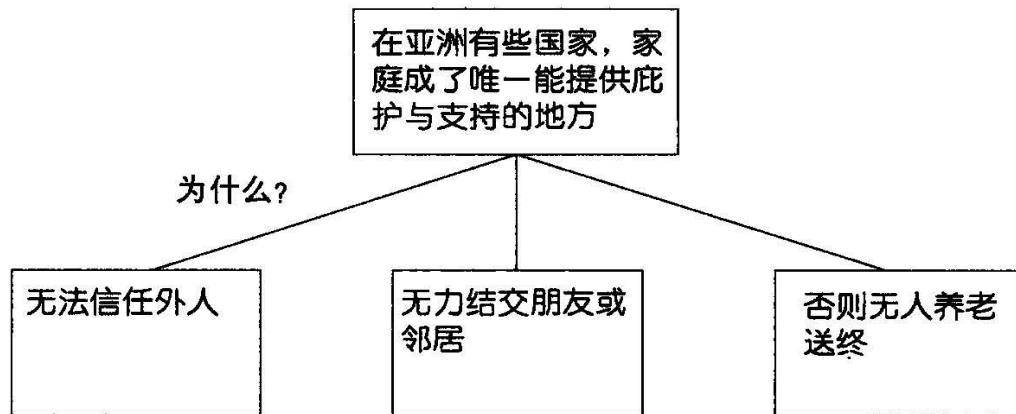 在亚洲有些国家，家
庭成了唯一能提供庇
护与支持的地方
为什么？
无法信任外人
无力结交朋友或
邻居
否则无人养老
送终